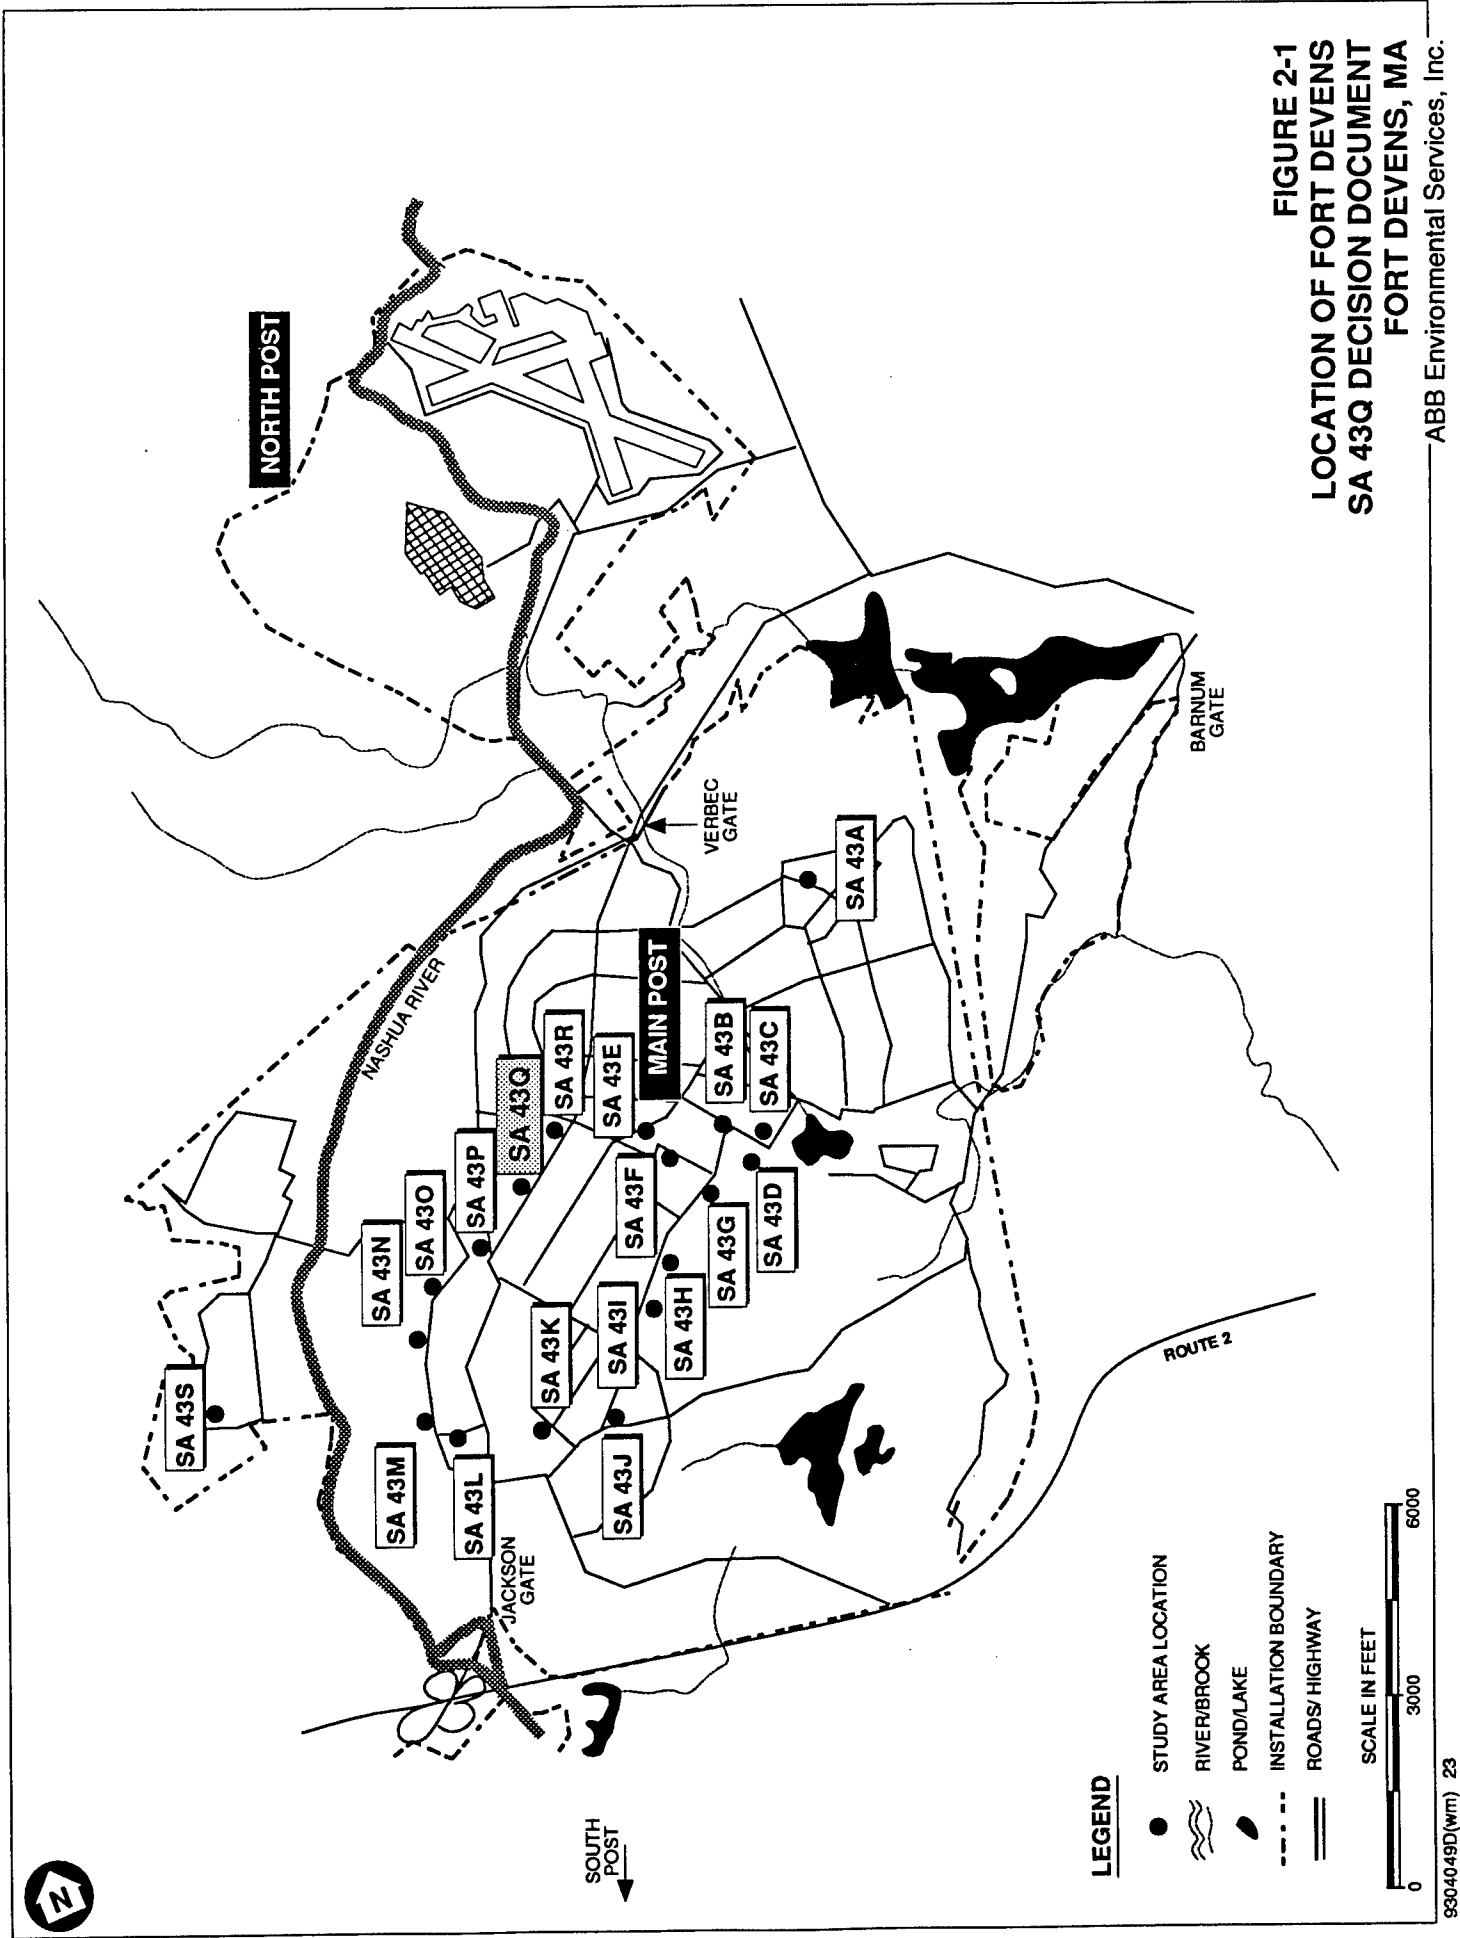 N
NORTH POST
NASHUA RIVER
SA 43S
SA 43N
SA 43O
SA 43P
SA 43Q
SA 43R
SA 43E
MAIN POST
SA 43B
SA 43C
SA 43A
VERBEC
GATE
BARNUM
GATE
SA 43M
SA 43L
SA 43K
SA 43I
SA 43F
SA 43H
SA 43G
SA 43D
SA 43J
JACKSON
GATE
ROUTE 2
SOUTH
POST
LEGEND
STUDY AREA LOCATION
RIVER/BROOK
POND/LAKE
INSTALLATION BOUNDARY
ROADS/ HIGHWAY
SCALE IN FEET
0 3000 6000
FIGURE 2-1
LOCATION OF FORT DEVENS
SA 43Q DECISION DOCUMENT
FORT DEVENS, MA
ABB Environmental Services, Inc.
9304049D(wm) 23